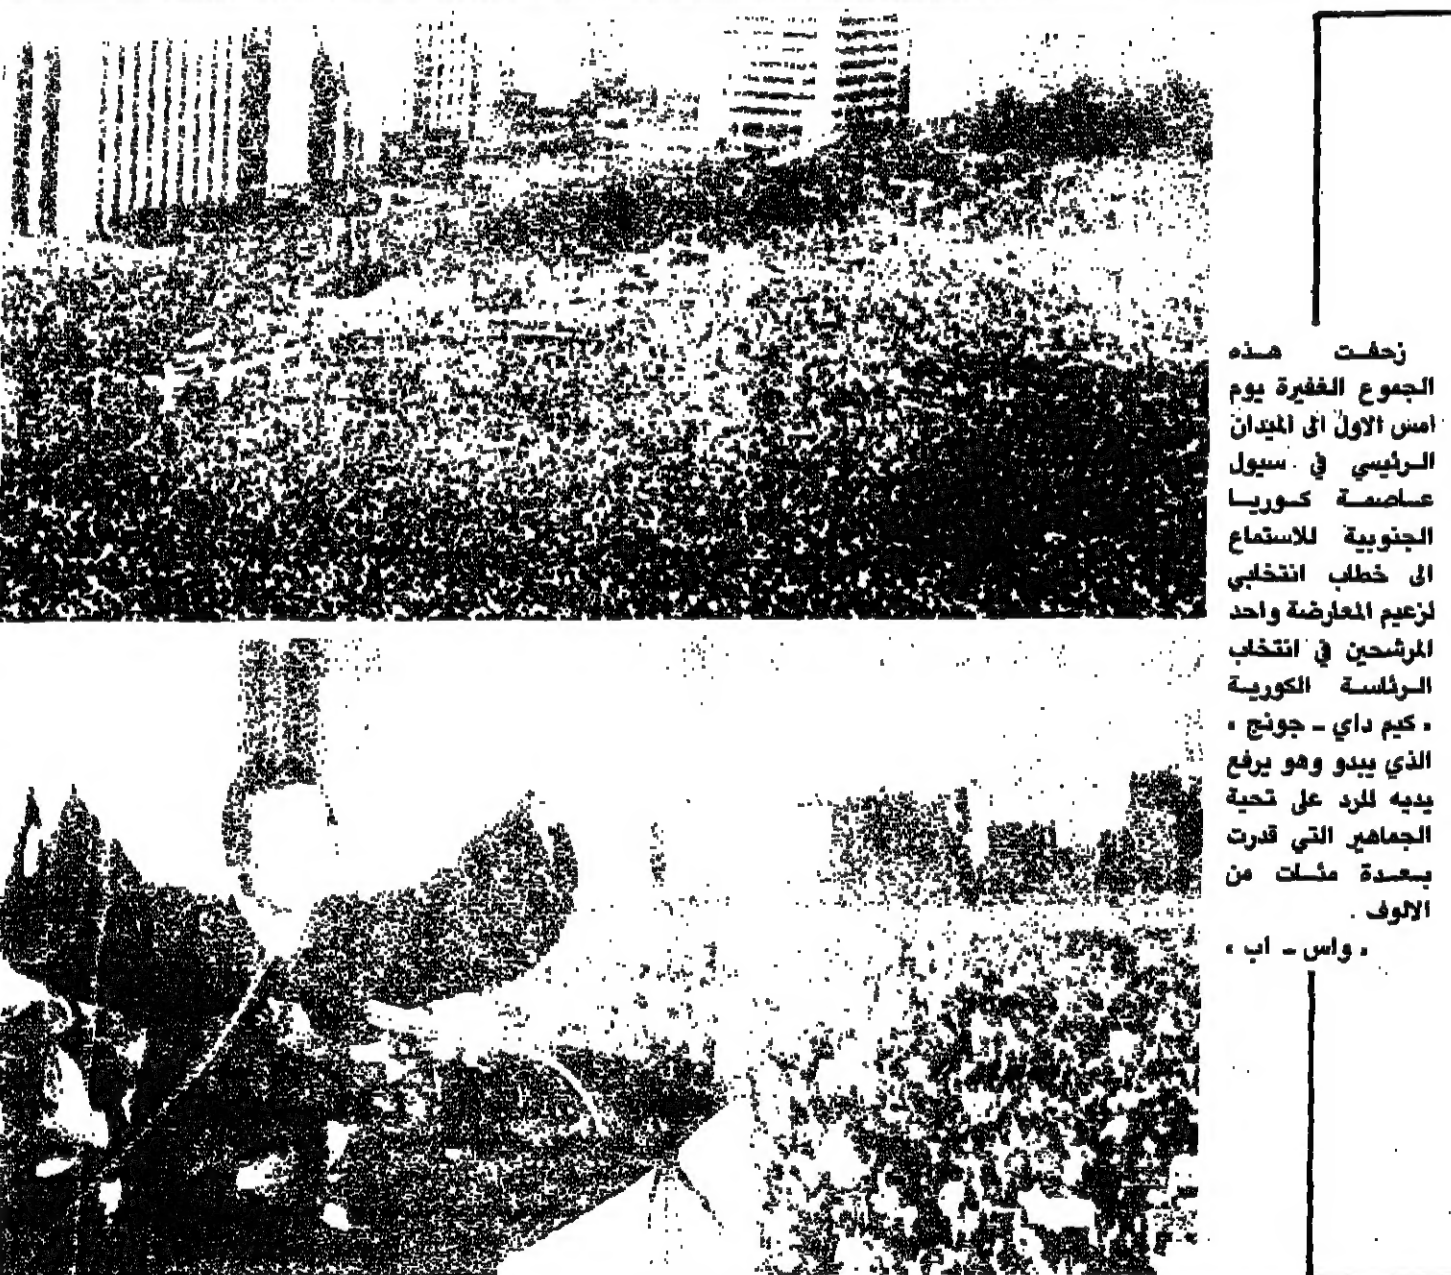 زحفت هذه
الجموع الغفيرة يوم
امس الاول الى الميدان
الرئيسي في سيول
عاصمة كوريا
الجنوبية للاستماع
الى خطاب انتخابي
لزعيم المعارضة واحد
المرشحين في انتخاب
الرئاسة الكورية
« كيم داي - جونج »
الذي يبدو وهو يرفع
يديه للرد على تحية
الجماهير التي قدرت
بعدة مئات من
الالوف .
« واس - اب »